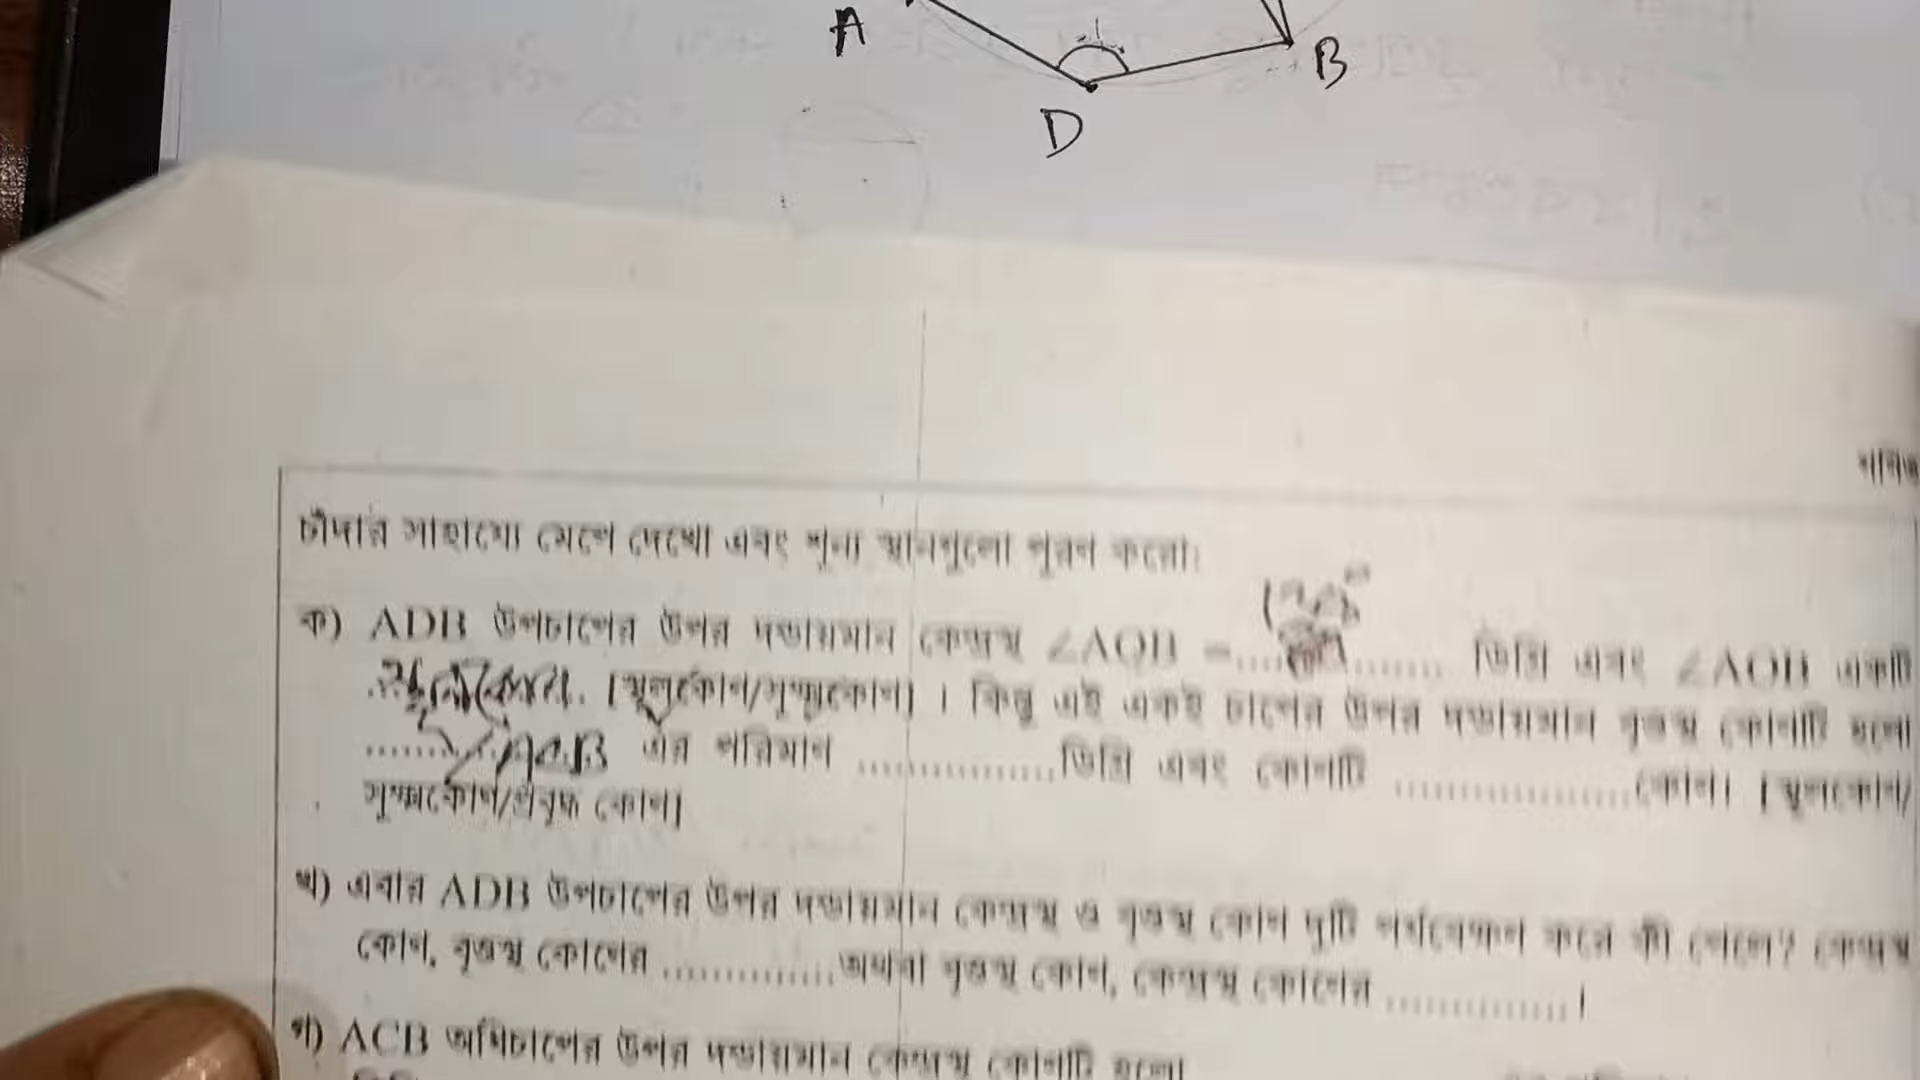 A
B
D
গণিত
চাঁদার সাহায্যে মেপে দেখো এবং শূন্য স্থানগুলো পূরণ করো:
ক) ADB উপচাপের উপর দণ্ডায়মান কেন্দ্রস্থ ∠AOB =............ ডিগ্রি এবং ∠AOB একটি
[স্থূলকোণ/সূক্ষ্মকোণ] । কিন্তু এই একই চাপের উপর দণ্ডায়মান বৃত্তস্থ কোণটি হলো
........∠ACB এর পরিমাণ ................ডিগ্রি এবং কোণটি ...................কোণ। [স্থূলকোণ/
সূক্ষ্মকোণ/প্রবৃদ্ধ কোণ]
খ) এবার ADB উপচাপের উপর দণ্ডায়মান কেন্দ্রস্থ ও বৃত্তস্থ কোণ দুটি পর্যবেক্ষণ করে কী পেলে? কেন্দ্রস্থ
কোণ, বৃত্তস্থ কোণের ..............অথবা বৃত্তস্থ কোণ, কেন্দ্রস্থ কোণের ...............।
গ) ACB অধিচাপের উপর দণ্ডায়মান কেন্দ্রস্থ কোণটি হলো